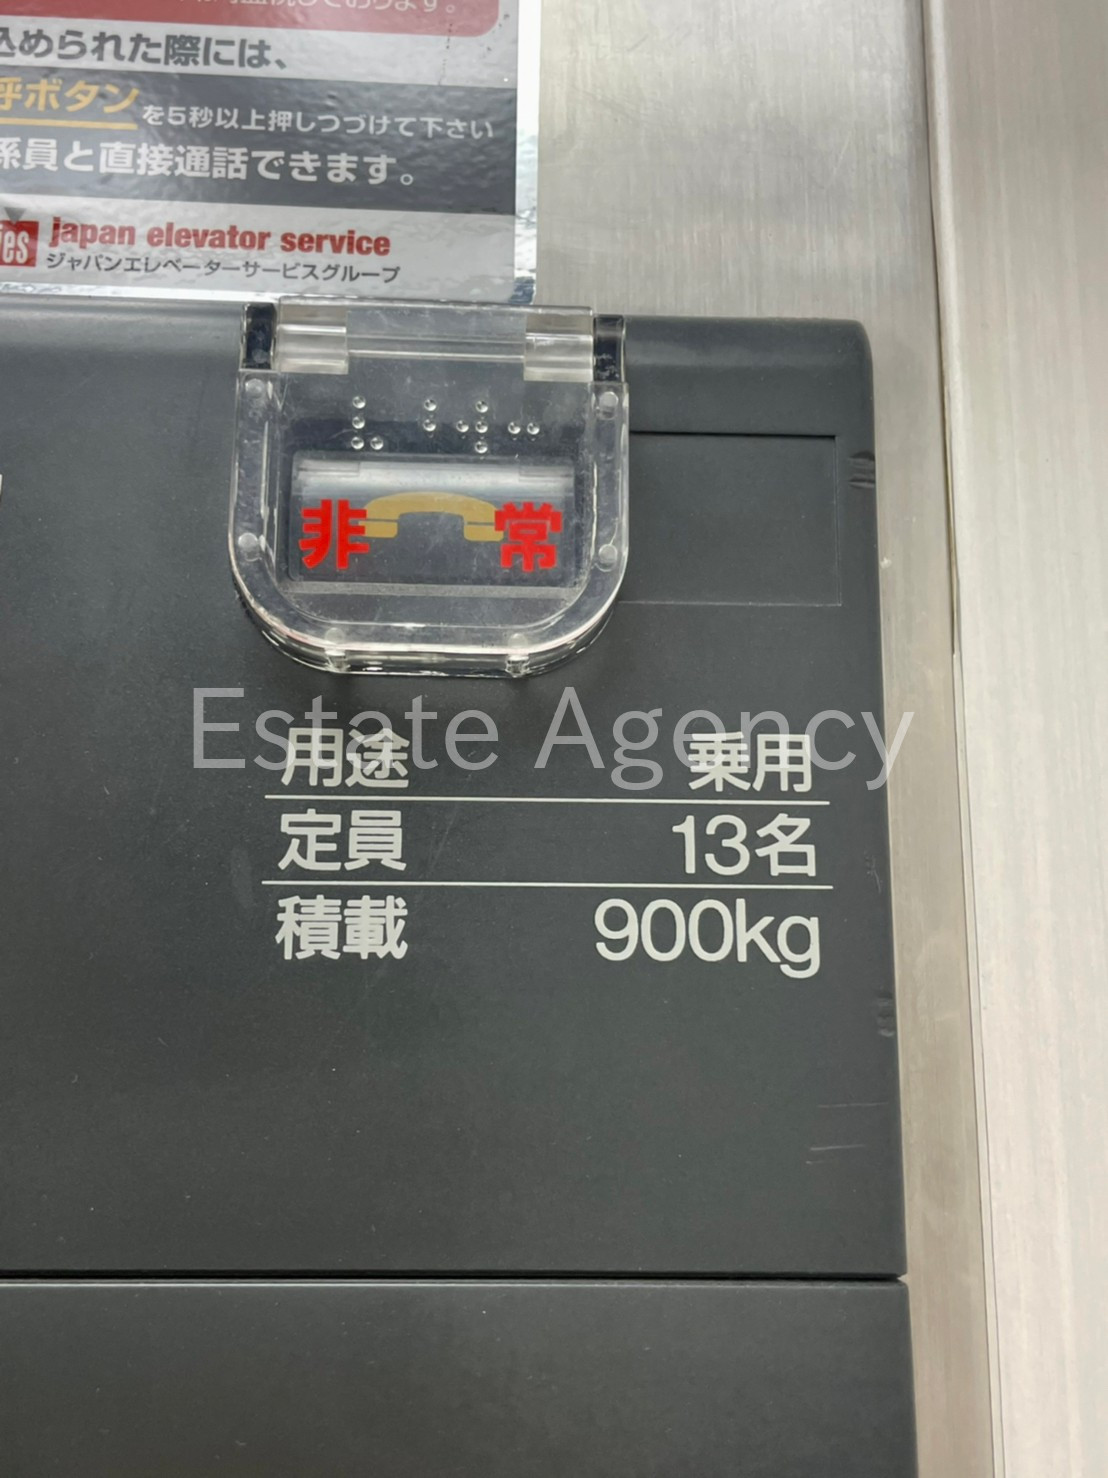 込められた際には、
呼ボタンを5秒以上押しつづけて下さい
係員と直接通話できます。
jes japan elevator service
ジャパンエレベーターサービスグループ
非常
Estate Agency
用途 乗用
定員 13名
積載 900kg